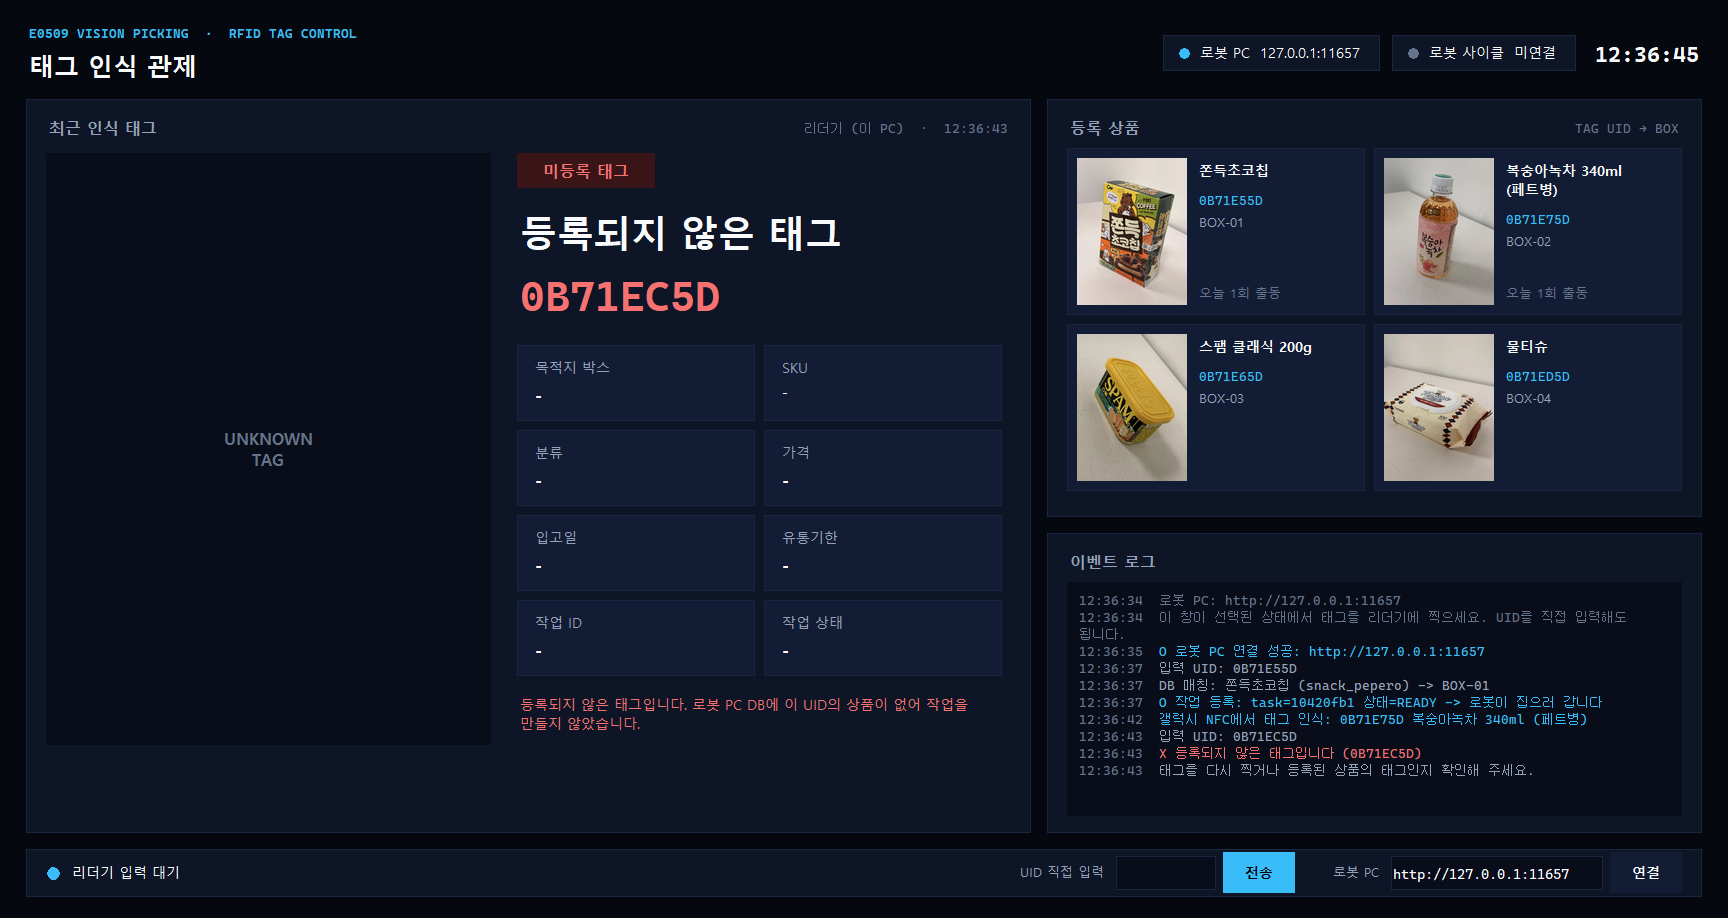 E0509 VISION PICKING · RFID TAG CONTROL
태그 인식 관제
로봇 PC 127.0.0.1:11657
로봇 사이클 미연결
12:36:45
최근 인식 태그
리더기 (이 PC) · 12:36:43
UNKNOWN
TAG
미등록 태그
등록되지 않은 태그
0B71EC5D
목적지 박스
-
SKU
-
분류
-
가격
-
입고일
-
유통기한
-
작업 ID
-
작업 상태
-
등록되지 않은 태그입니다. 로봇 PC DB에 이 UID의 상품이 없어 작업을
만들지 않았습니다.
등록 상품
TAG UID → BOX
COFFEE
쫀득
초코칩
쫀득초코칩
0B71E55D
BOX-01
오늘 1회 출동
복숭아
녹차
복숭아녹차 340ml
(페트병)
0B71E75D
BOX-02
오늘 1회 출동
SPAM
스팸 클래식 200g
0B71E65D
BOX-03
물티슈
0B71ED5D
BOX-04
이벤트 로그
12:36:34 로봇 PC: http://127.0.0.1:11657
12:36:34 이 창이 선택된 상태에서 태그를 리더기에 찍으세요. UID를 직접 입력해도
됩니다.
12:36:35 O 로봇 PC 연결 성공: http://127.0.0.1:11657
12:36:37 입력 UID: 0B71E55D
12:36:37 DB 매칭: 쫀득초코칩 (snack_pepero) -> BOX-01
12:36:37 O 작업 등록: task=10420fb1 상태=READY -> 로봇이 집으러 갑니다
12:36:42 갤럭시 NFC에서 태그 인식: 0B71E75D 복숭아녹차 340ml (페트병)
12:36:43 입력 UID: 0B71EC5D
12:36:43 X 등록되지 않은 태그입니다 (0B71EC5D)
12:36:43 태그를 다시 찍거나 등록된 상품의 태그인지 확인해 주세요.
리더기 입력 대기
UID 직접 입력
전송
로봇 PC
http://127.0.0.1:11657
연결